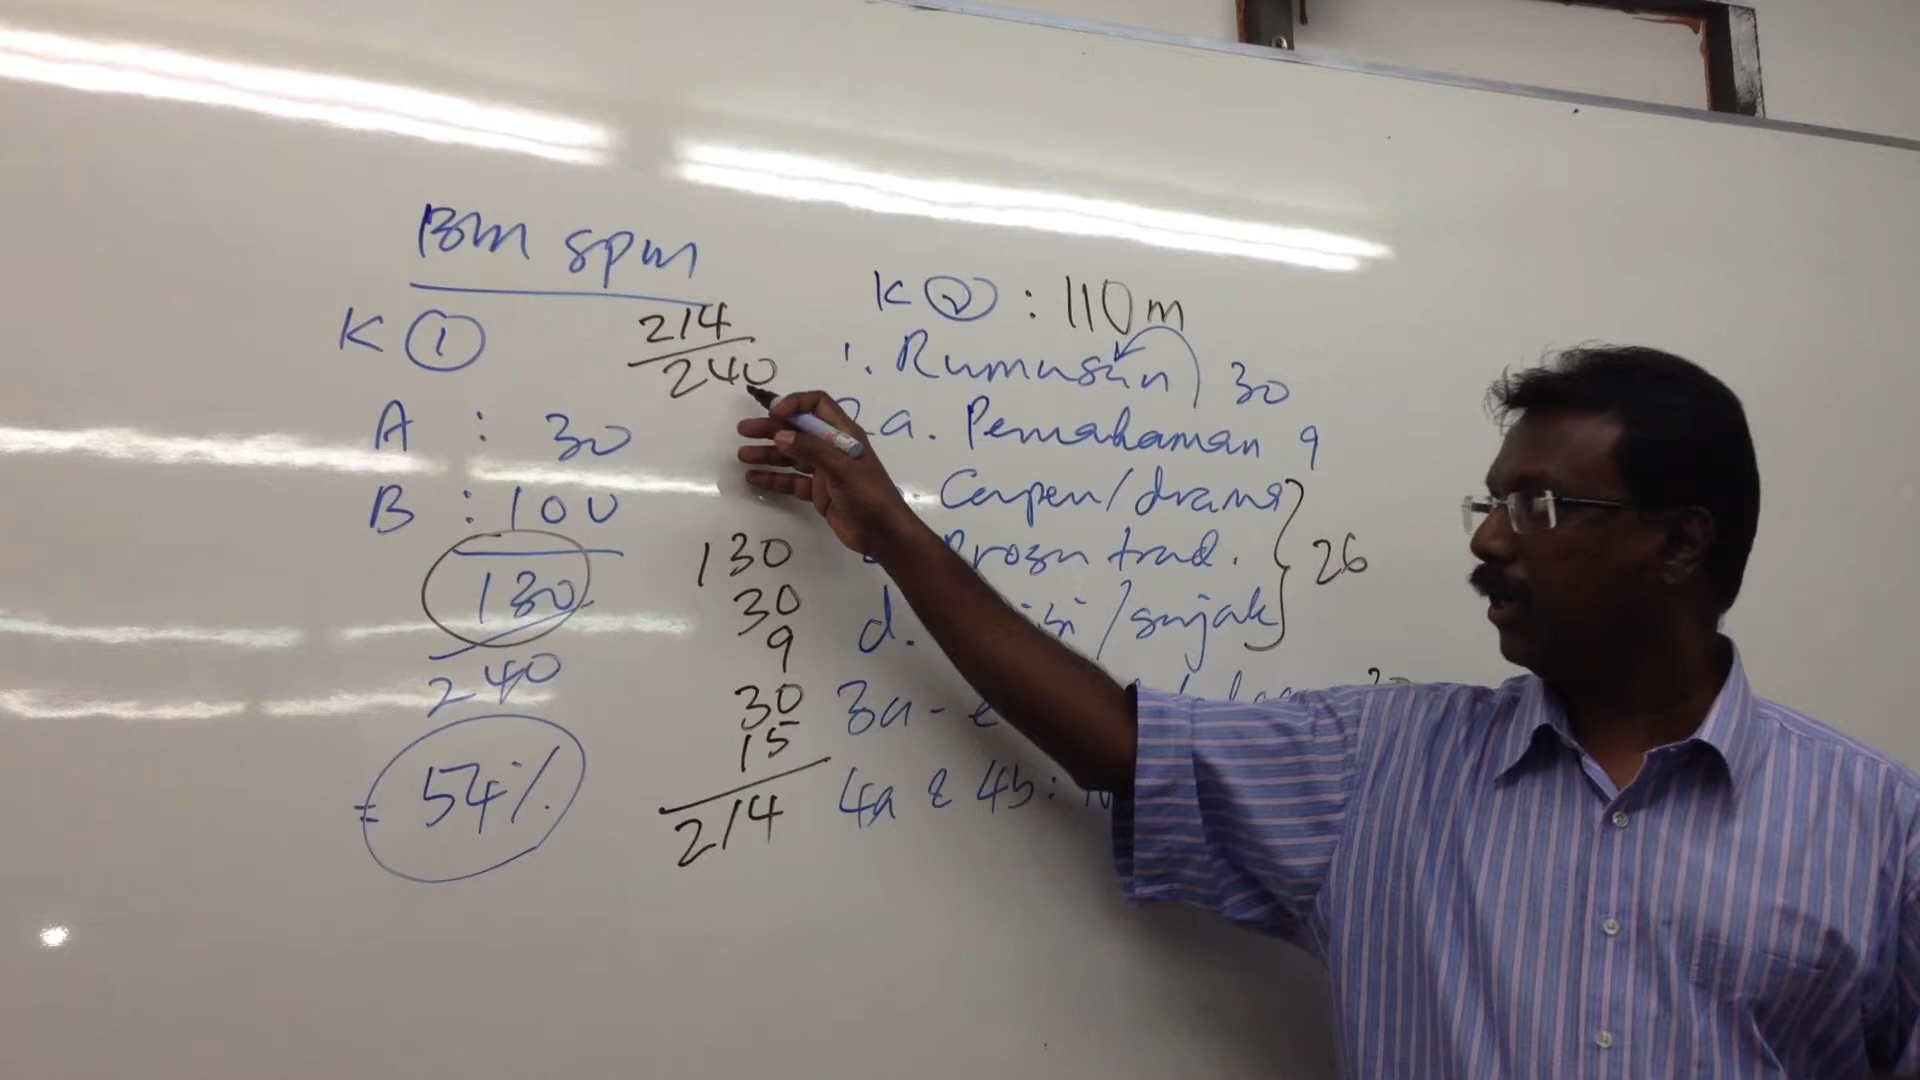 Bm spm
K 1
A : 30
B : 100
130
240
= 54%
214
240
130
30
9
30
15
214
K 2 : 110m
1. Rumusan 30
2a. Pemahaman 9
Cerpen/drama
Prosa trad.
d. /sajak
26
3a - e
4a & 4b :